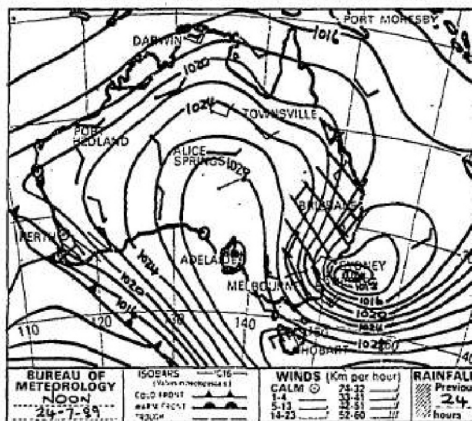 PORT MORESBY
1016
DARWIN
1020
1024
TOWNSVILLE
PORT HEDLAND
ALICE SPRINGS
1028
BRISBANE
PERTH
ADELAIDE
SYDNEY
1012
1016
1020
1024
1024
1020
1016
MELBOURNE
HOBART
110
120
130
140
BUREAU OF
METEOROLOGY
NOON
24-7-89
ISOBARS
COLD FRONT
WARM FRONT
TROUGH
WINDS (Km per hour)
CALM
1-4
5-13
14-23
24-32
33-41
42-51
52-60
RAINFALL
Previous
24
hours